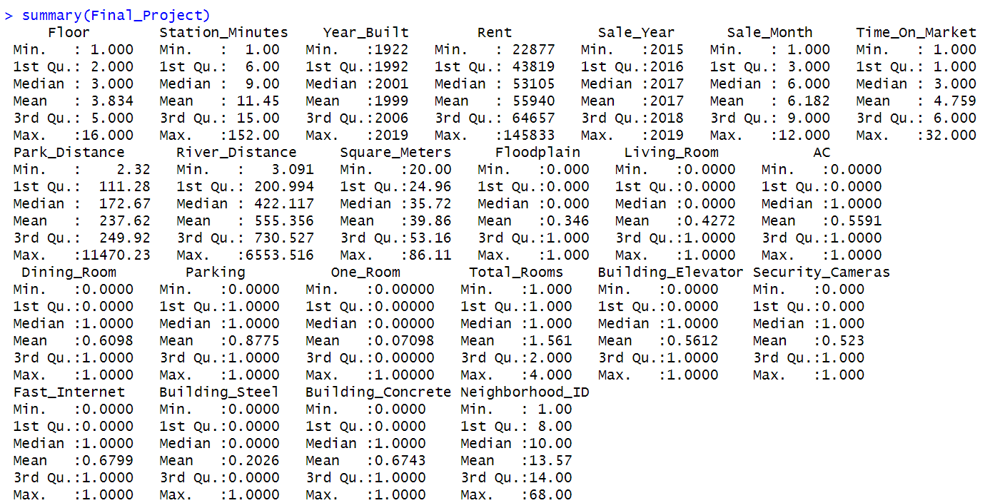 > summary(Final_Project)
     Floor        Station_Minutes    Year_Built        Rent          Sale_Year      Sale_Month     Time_On_Market
 Min.   : 1.000   Min.   :  1.00   Min.   :1922   Min.   : 22877   Min.   :2015   Min.   : 1.000   Min.   : 1.000
 1st Qu.: 2.000   1st Qu.:  6.00   1st Qu.:1992   1st Qu.: 43819   1st Qu.:2016   1st Qu.: 3.000   1st Qu.: 1.000
 Median : 3.000   Median :  9.00   Median :2001   Median : 53105   Median :2017   Median : 6.000   Median : 3.000
 Mean   : 3.834   Mean   : 11.45   Mean   :1999   Mean   : 55940   Mean   :2017   Mean   : 6.182   Mean   : 4.759
 3rd Qu.: 5.000   3rd Qu.: 15.00   3rd Qu.:2006   3rd Qu.: 64657   3rd Qu.:2018   3rd Qu.: 9.000   3rd Qu.: 6.000
 Max.   :16.000   Max.   :152.00   Max.   :2019   Max.   :145833   Max.   :2019   Max.   :12.000   Max.   :32.000
 Park_Distance      River_Distance     Square_Meters     Floodplain     Living_Room           AC
 Min.   :    2.32   Min.   :   3.091   Min.   :20.00   Min.   :0.000   Min.   :0.0000   Min.   :0.0000
 1st Qu.:  111.28   1st Qu.: 200.994   1st Qu.:24.96   1st Qu.:0.000   1st Qu.:0.0000   1st Qu.:0.0000
 Median :  172.67   Median : 422.117   Median :35.72   Median :0.000   Median :0.0000   Median :1.0000
 Mean   :  237.62   Mean   : 555.356   Mean   :39.86   Mean   :0.346   Mean   :0.4272   Mean   :0.5591
 3rd Qu.:  249.92   3rd Qu.: 730.527   3rd Qu.:53.16   3rd Qu.:1.000   3rd Qu.:1.0000   3rd Qu.:1.0000
 Max.   :11470.23   Max.   :6553.516   Max.   :86.11   Max.   :1.000   Max.   :1.0000   Max.   :1.0000
  Dining_Room        Parking          One_Room        Total_Rooms    Building_Elevator Security_Cameras
 Min.   :0.0000   Min.   :0.0000   Min.   :0.00000   Min.   :1.000   Min.   :0.0000    Min.   :0.000
 1st Qu.:0.0000   1st Qu.:1.0000   1st Qu.:0.00000   1st Qu.:1.000   1st Qu.:0.0000    1st Qu.:0.000
 Median :1.0000   Median :1.0000   Median :0.00000   Median :1.000   Median :1.0000    Median :1.000
 Mean   :0.6098   Mean   :0.8775   Mean   :0.07098   Mean   :1.561   Mean   :0.5612    Mean   :0.523
 3rd Qu.:1.0000   3rd Qu.:1.0000   3rd Qu.:0.00000   3rd Qu.:2.000   3rd Qu.:1.0000    3rd Qu.:1.000
 Max.   :1.0000   Max.   :1.0000   Max.   :1.00000   Max.   :4.000   Max.   :1.0000    Max.   :1.000
 Fast_Internet    Building_Steel   Building_Concrete Neighborhood_ID
 Min.   :0.0000   Min.   :0.0000   Min.   :0.0000    Min.   : 1.00
 1st Qu.:0.0000   1st Qu.:0.0000   1st Qu.:0.0000    1st Qu.: 8.00
 Median :1.0000   Median :0.0000   Median :1.0000    Median :10.00
 Mean   :0.6799   Mean   :0.2026   Mean   :0.6743    Mean   :13.57
 3rd Qu.:1.0000   3rd Qu.:0.0000   3rd Qu.:1.0000    3rd Qu.:14.00
 Max.   :1.0000   Max.   :1.0000   Max.   :1.0000    Max.   :68.00